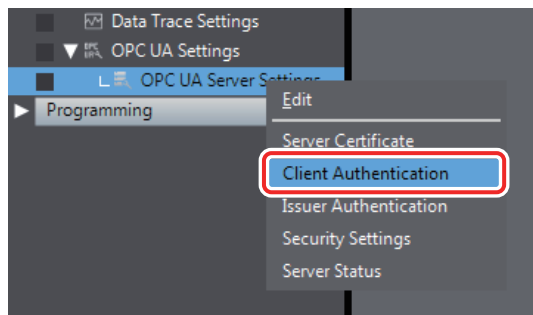 Data Trace Settings
OPC UA Settings
OPC UA Server Settings
Programming
Edit
Server Certificate
Client Authentication
Issuer Authentication
Security Settings
Server Status